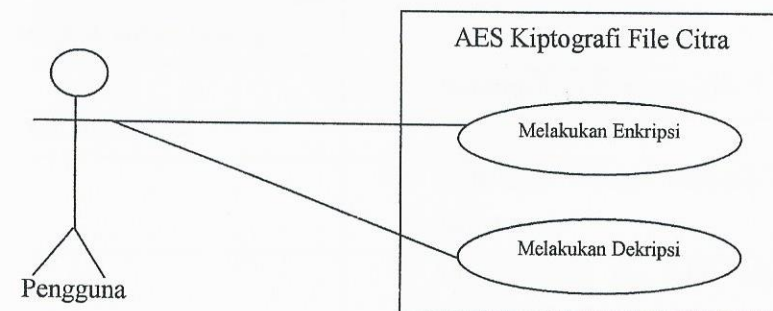 AES Kiptografi File Citra
Melakukan Enkripsi
Melakukan Dekripsi
Pengguna